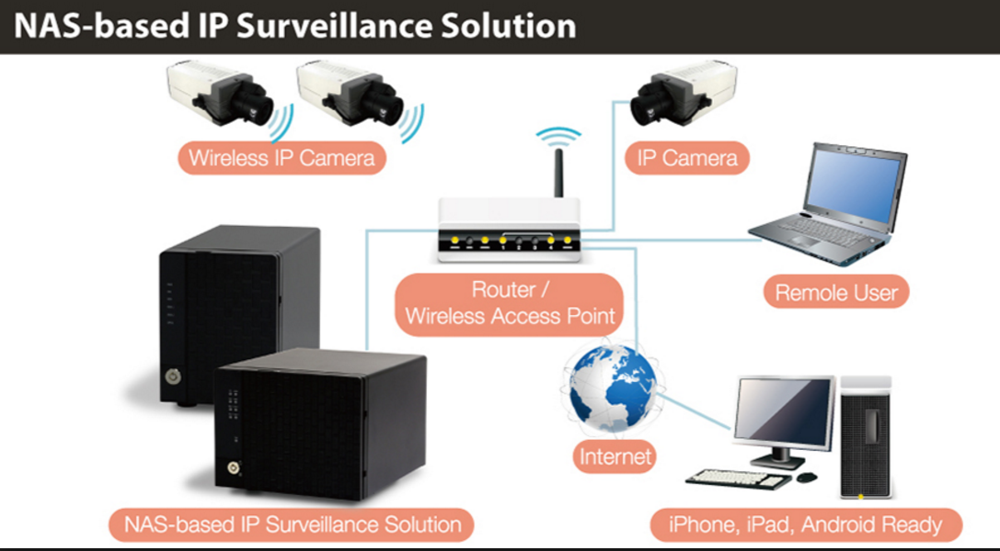 NAS-based IP Surveillance Solution
Wireless IP Camera
IP Camera
Router /
Wireless Access Point
Remole User
Internet
NAS-based IP Surveillance Solution
iPhone, iPad, Android Ready